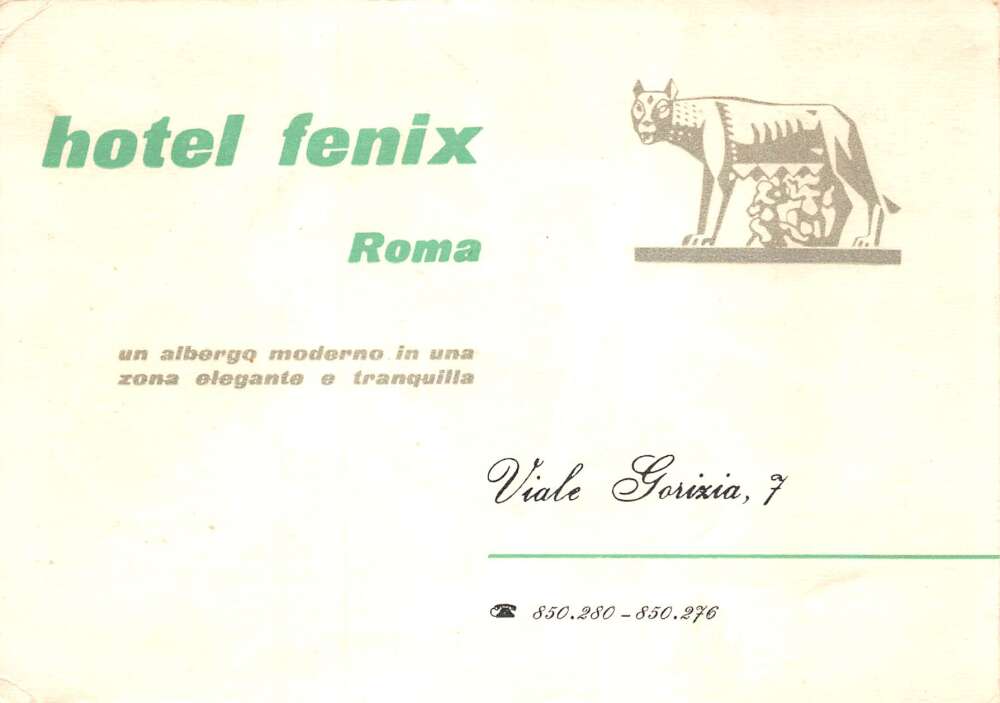 hotel fenix
Roma
un albergo moderno in una
zona elegante e tranquilla
Viale Gorizia, 7
☎ 850.280 - 850.276